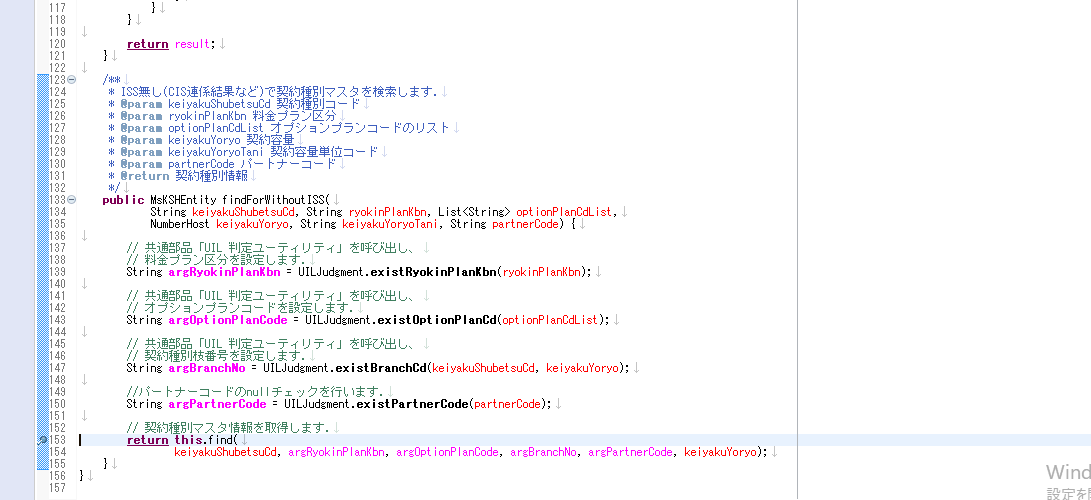 117 }
118 }
119
120 return result;
121 }
122
123 /**
124 * ISS無し(CIS連係結果など)で契約種別マスタを検索します.
125 * @param keiyakuShubetsuCd 契約種別コード
126 * @param ryokinPlanKbn 料金プラン区分
127 * @param optionPlanCdList オプションプランコードのリスト
128 * @param keiyakuYoryo 契約容量
129 * @param keiyakuYoryoTani 契約容量単位コード
130 * @param partnerCode パートナーコード
131 * @return 契約種別情報
132 */
133 public MsKSHEntity findForWithoutISS(
134 String keiyakuShubetsuCd, String ryokinPlanKbn, List<String> optionPlanCdList,
135 NumberHost keiyakuYoryo, String keiyakuYoryoTani, String partnerCode) {
136
137 // 共通部品「UIL 判定ユーティリティ」を呼び出し、
138 // 料金プラン区分を設定します.
139 String argRyokinPlanKbn = UILJudgment.existRyokinPlanKbn(ryokinPlanKbn);
140
141 // 共通部品「UIL 判定ユーティリティ」を呼び出し、
142 // オプションプランコードを設定します.
143 String argOptionPlanCode = UILJudgment.existOptionPlanCd(optionPlanCdList);
144
145 // 共通部品「UIL 判定ユーティリティ」を呼び出し、
146 // 契約種別枝番号を設定します.
147 String argBranchNo = UILJudgment.existBranchCd(keiyakuShubetsuCd, keiyakuYoryo);
148
149 //パートナーコードのnullチェックを行います.
150 String argPartnerCode = UILJudgment.existPartnerCode(partnerCode);
151
152 // 契約種別マスタ情報を取得します.
153 return this.find(
154 keiyakuShubetsuCd, argRyokinPlanKbn, argOptionPlanCode, argBranchNo, argPartnerCode, keiyakuYoryo);
155 }
156 }
157
Wind
設定を